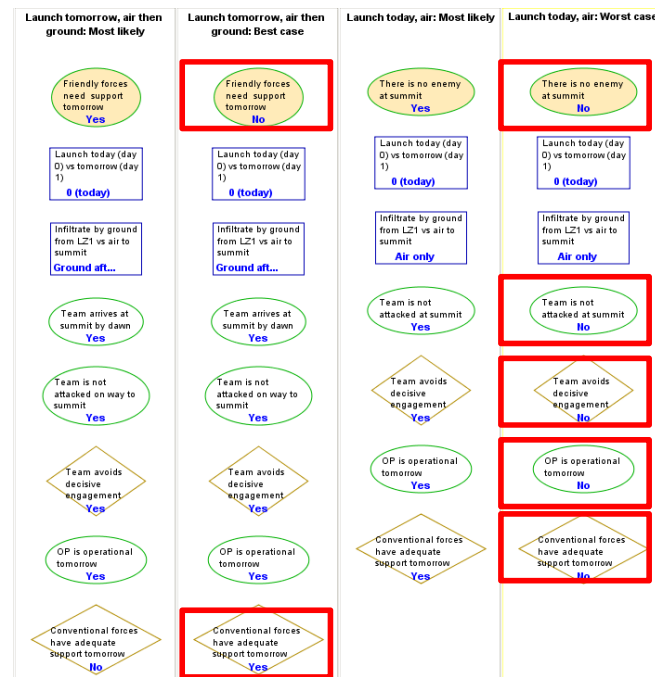 Launch tomorrow, air then
ground: Most likely
Friendly forces
need support
tomorrow
Yes
Launch today (day
0) vs tomorrow (day
1)
0 (today)
Infiltrate by ground
from LZ1 vs air to
summit
Ground aft...
Team arrives at
summit by dawn
Yes
Team is not
attacked on way to
summit
Yes
Team avoids
decisive
engagement
Yes
OP is operational
tomorrow
Yes
Conventional forces
have adequate
support tomorrow
No
Launch tomorrow, air then
ground: Best case
Friendly forces
need support
tomorrow
No
Launch today (day
0) vs tomorrow (day
1)
0 (today)
Infiltrate by ground
from LZ1 vs air to
summit
Ground aft...
Team arrives at
summit by dawn
Yes
Team is not
attacked on way to
summit
Yes
Team avoids
decisive
engagement
Yes
OP is operational
tomorrow
Yes
Conventional forces
have adequate
support tomorrow
Yes
Launch today, air: Most likely
There is no enemy
at summit
Yes
Launch today (day
0) vs tomorrow (day
1)
0 (today)
Infiltrate by ground
from LZ1 vs air to
summit
Air only
Team is not
attacked at summit
Yes
Team avoids
decisive
engagement
Yes
OP is operational
tomorrow
Yes
Conventional forces
have adequate
support tomorrow
Yes
Launch today, air: Worst case
There is no enemy
at summit
No
Launch today (day
0) vs tomorrow (day
1)
0 (today)
Infiltrate by ground
from LZ1 vs air to
summit
Air only
Team is not
attacked at summit
No
Team avoids
decisive
engagement
No
OP is operational
tomorrow
No
Conventional forces
have adequate
support tomorrow
No